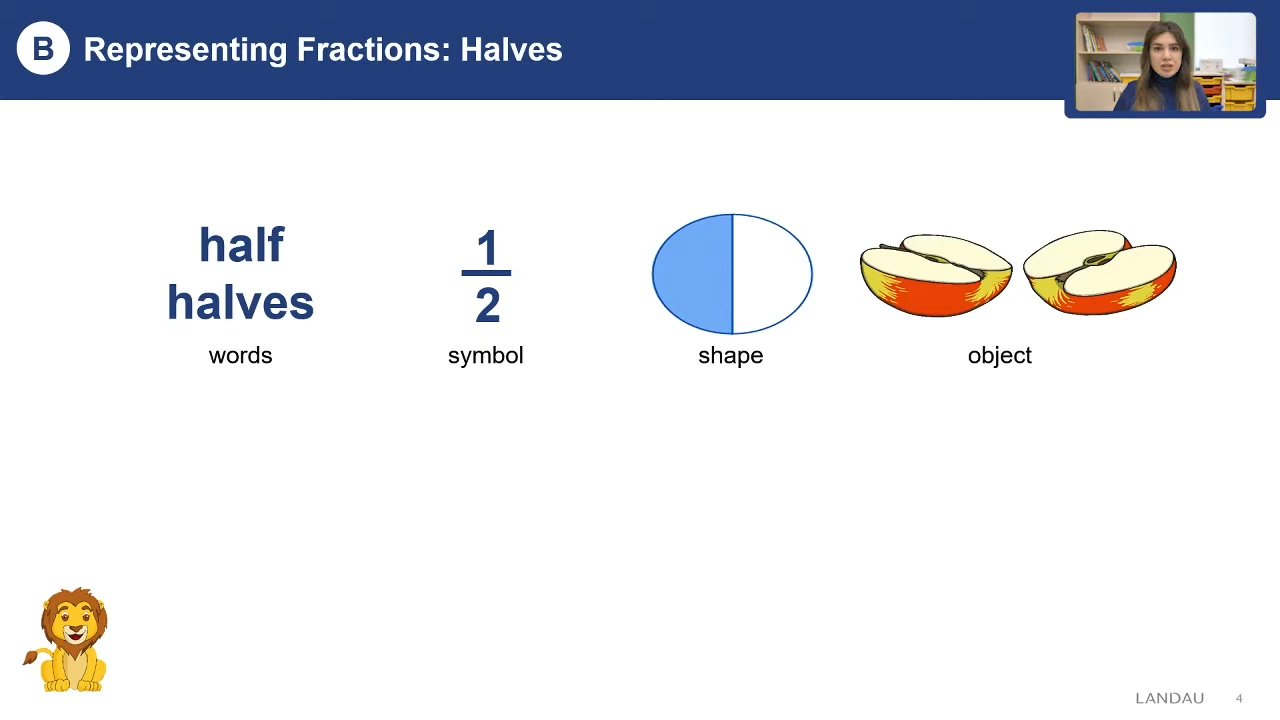 B
Representing Fractions: Halves
half
halves
words
1
2
symbol
shape
object
LANDAU
4